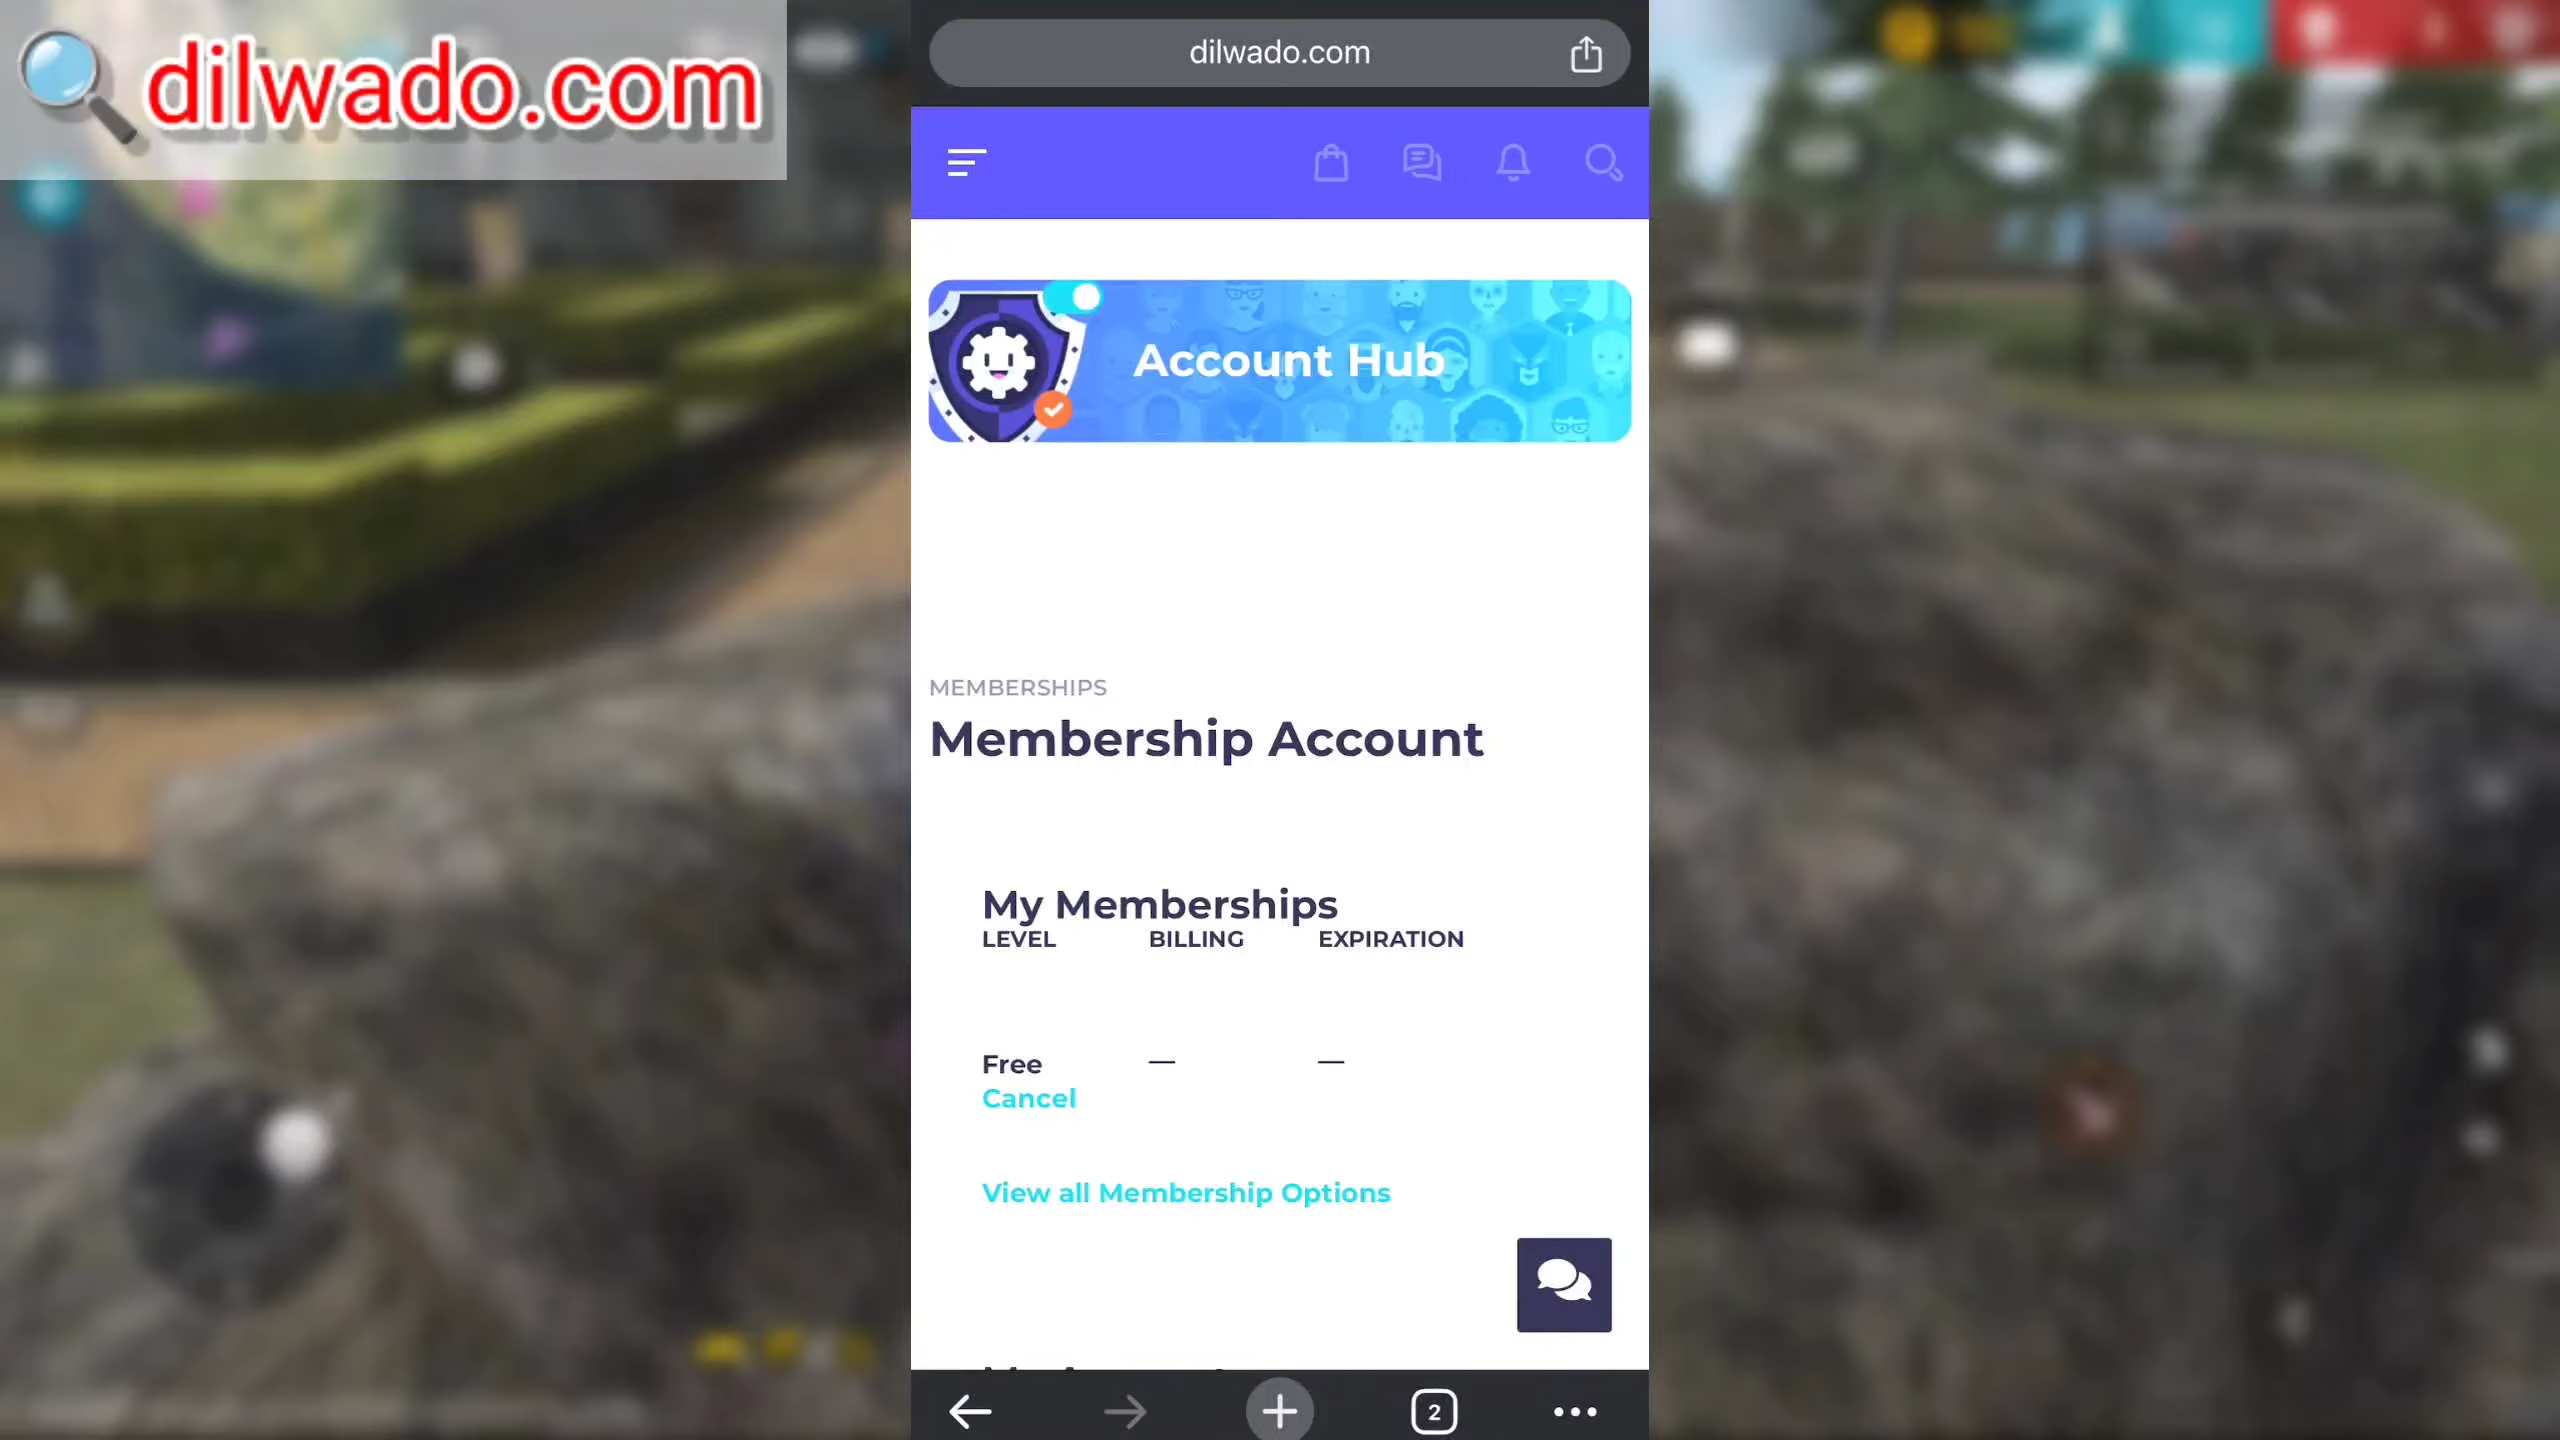 dilwado.com
dilwado.com
Account Hub
MEMBERSHIPS
Membership Account
My Memberships
LEVEL BILLING EXPIRATION
Free — —
Cancel
View all Membership Options
2